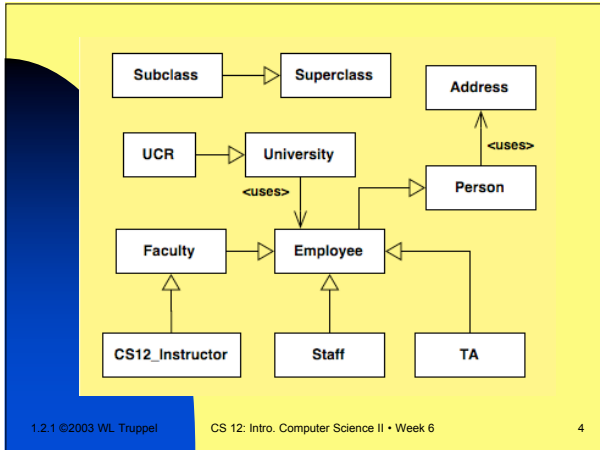 Subclass
Superclass
Address
<uses>
UCR
University
<uses>
Person
Faculty
Employee
CS12_Instructor
Staff
TA
1.2.1 ©2003 WL Truppel
CS 12: Intro. Computer Science II • Week 6
4